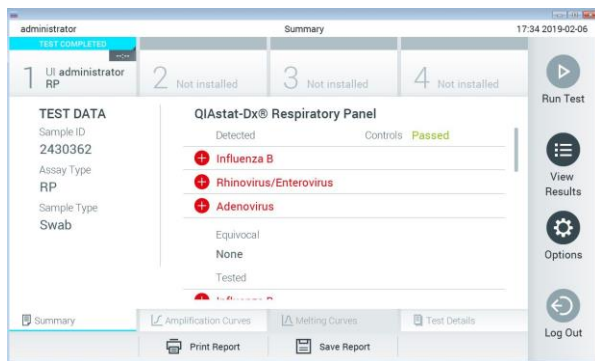 administrator Summary 17:34 2019-02-06
TEST COMPLETED
--:--
1 UI administrator RP
2 Not installed
3 Not installed
4 Not installed
Run Test
View Results
Options
Log Out
TEST DATA
Sample ID
2430362
Assay Type
RP
Sample Type
Swab
QIAstat-Dx® Respiratory Panel
Detected Controls Passed
Influenza B
Rhinovirus/Enterovirus
Adenovirus
Equivocal
None
Tested
Influenza B
Summary Amplification Curves Melting Curves Test Details
Print Report Save Report